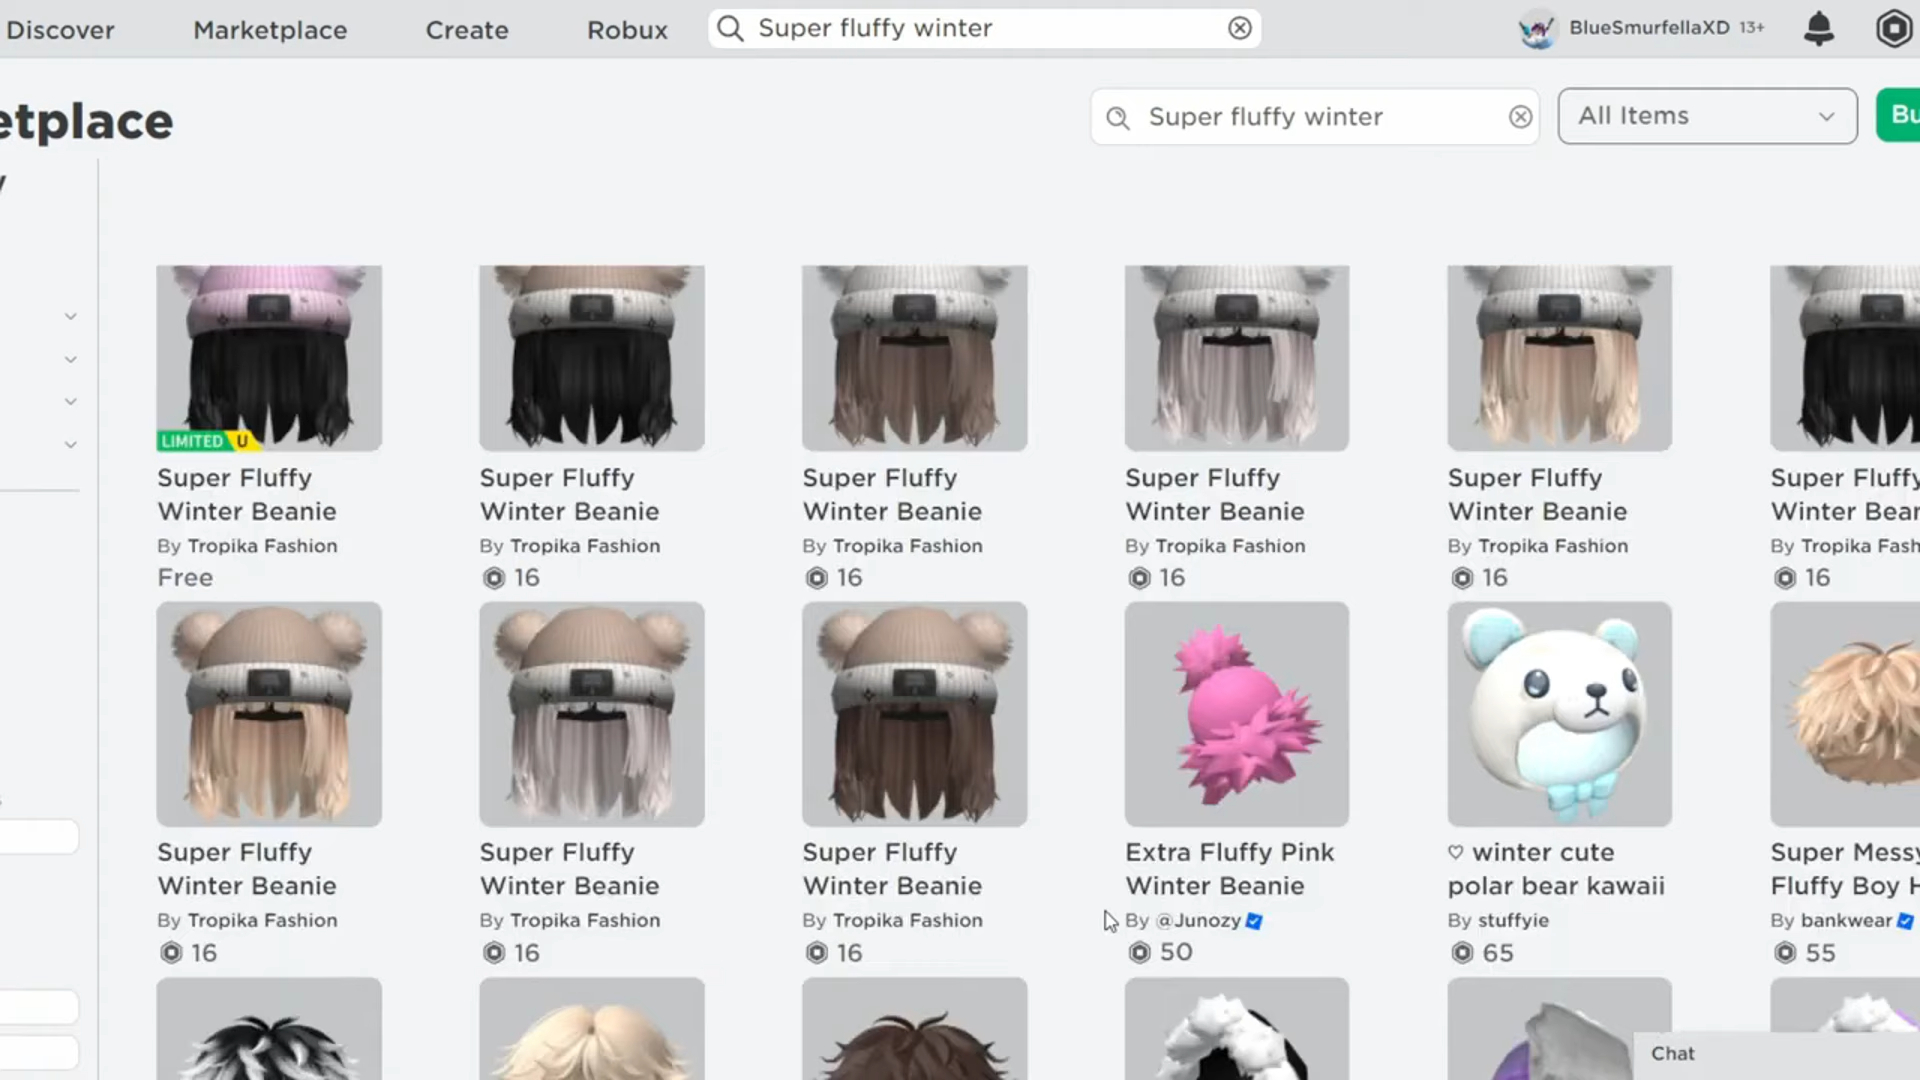 Discover Marketplace Create Robux Super fluffy winter BlueSmurfellaXD 13+
etplace Super fluffy winter All Items Bu
y
LIMITED U
Super Fluffy
Winter Beanie
By Tropika Fashion
Free
Super Fluffy
Winter Beanie
By Tropika Fashion
16
Super Fluffy
Winter Beanie
By Tropika Fashion
16
Super Fluffy
Winter Beanie
By Tropika Fashion
16
Super Fluffy
Winter Beanie
By Tropika Fashion
16
Super Fluffy
Winter Bean
By Tropika Fash
16
Super Fluffy
Winter Beanie
By Tropika Fashion
16
Super Fluffy
Winter Beanie
By Tropika Fashion
16
Super Fluffy
Winter Beanie
By Tropika Fashion
16
Extra Fluffy Pink
Winter Beanie
By @Junozy
50
♡ winter cute
polar bear kawaii
By stuffyie
65
Super Messy
Fluffy Boy H
By bankwear
55
Chat